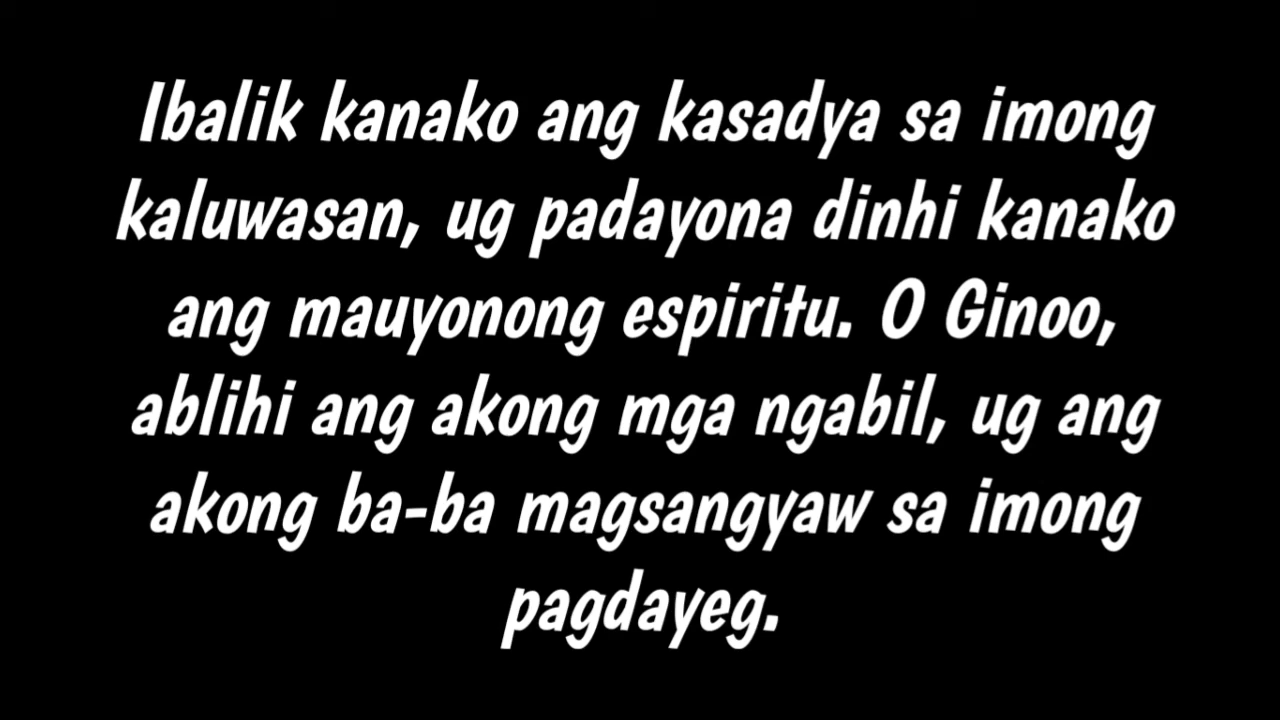 Ibalik kanako ang kasadya sa imong
kaluwasan, ug padayona dinhi kanako
ang mauyonong espiritu. O Ginoo,
ablihi ang akong mga ngabil, ug ang
akong ba-ba magsangyaw sa imong
pagdayeg.